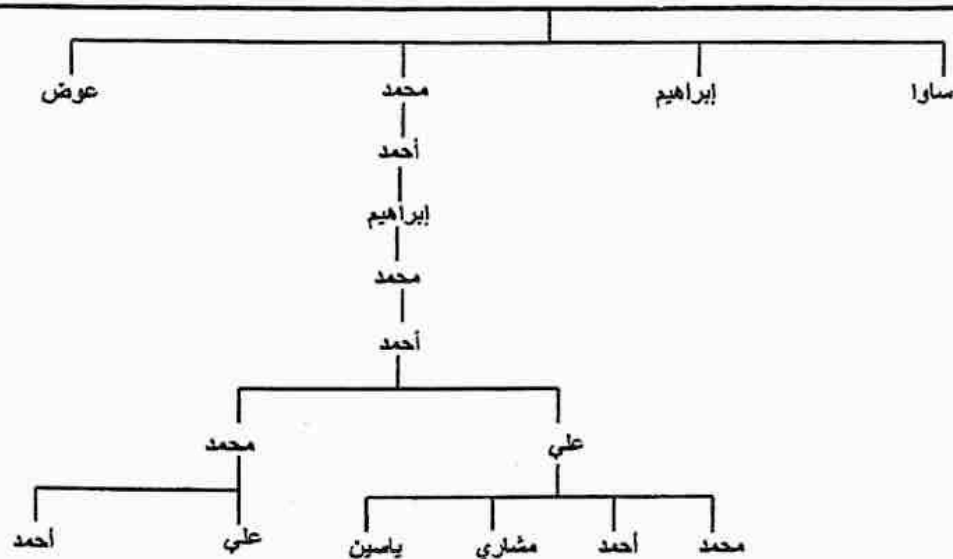 ساوا إبراهيم محمد عوض
أحمد
إبراهيم
محمد
أحمد
علي محمد
محمد أحمد مشاري ياسين علي أحمد